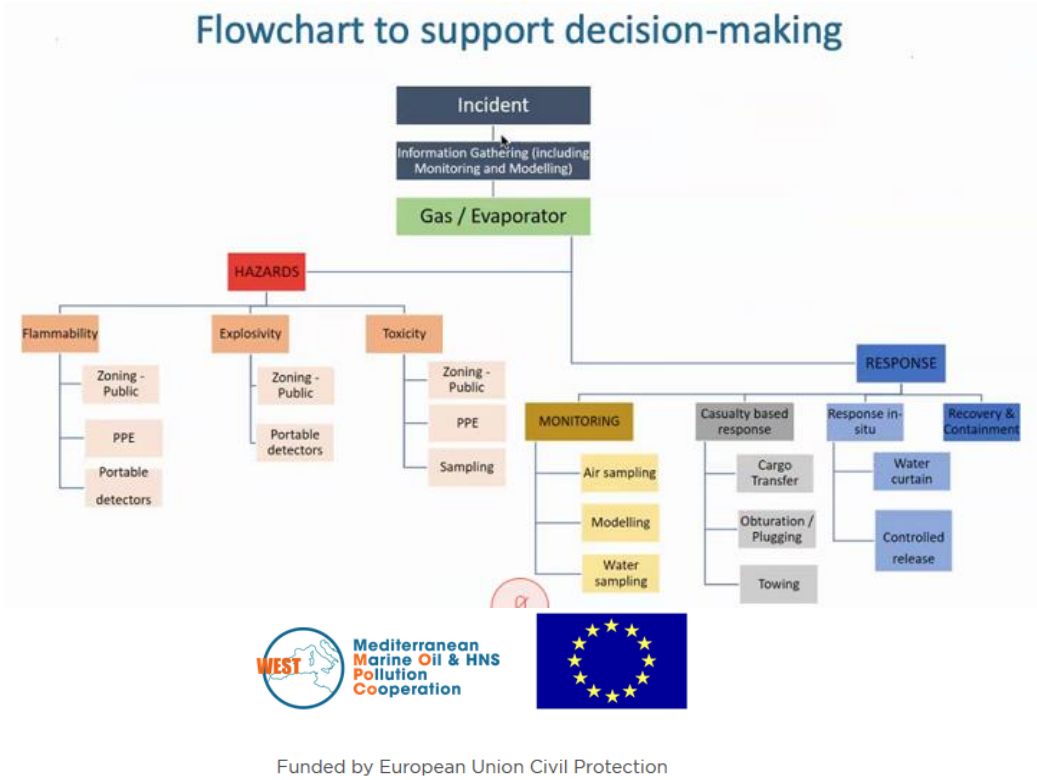 Flowchart to support decision-making
Incident
Information Gathering (including
Monitoring and Modelling)
Gas / Evaporator
HAZARDS
Flammability
Zoning -
Public
PPE
Portable
detectors
Explosivity
Zoning -
Public
Portable
detectors
Toxicity
Zoning -
Public
PPE
Sampling
RESPONSE
MONITORING
Air sampling
Modelling
Water
sampling
Casualty based
response
Cargo
Transfer
Obturation /
Plugging
Towing
Response in-
situ
Water
curtain
Controlled
release
Recovery &
Containment
WEST
Mediterranean
Marine Oil & HNS
Pollution
Cooperation
Funded by European Union Civil Protection